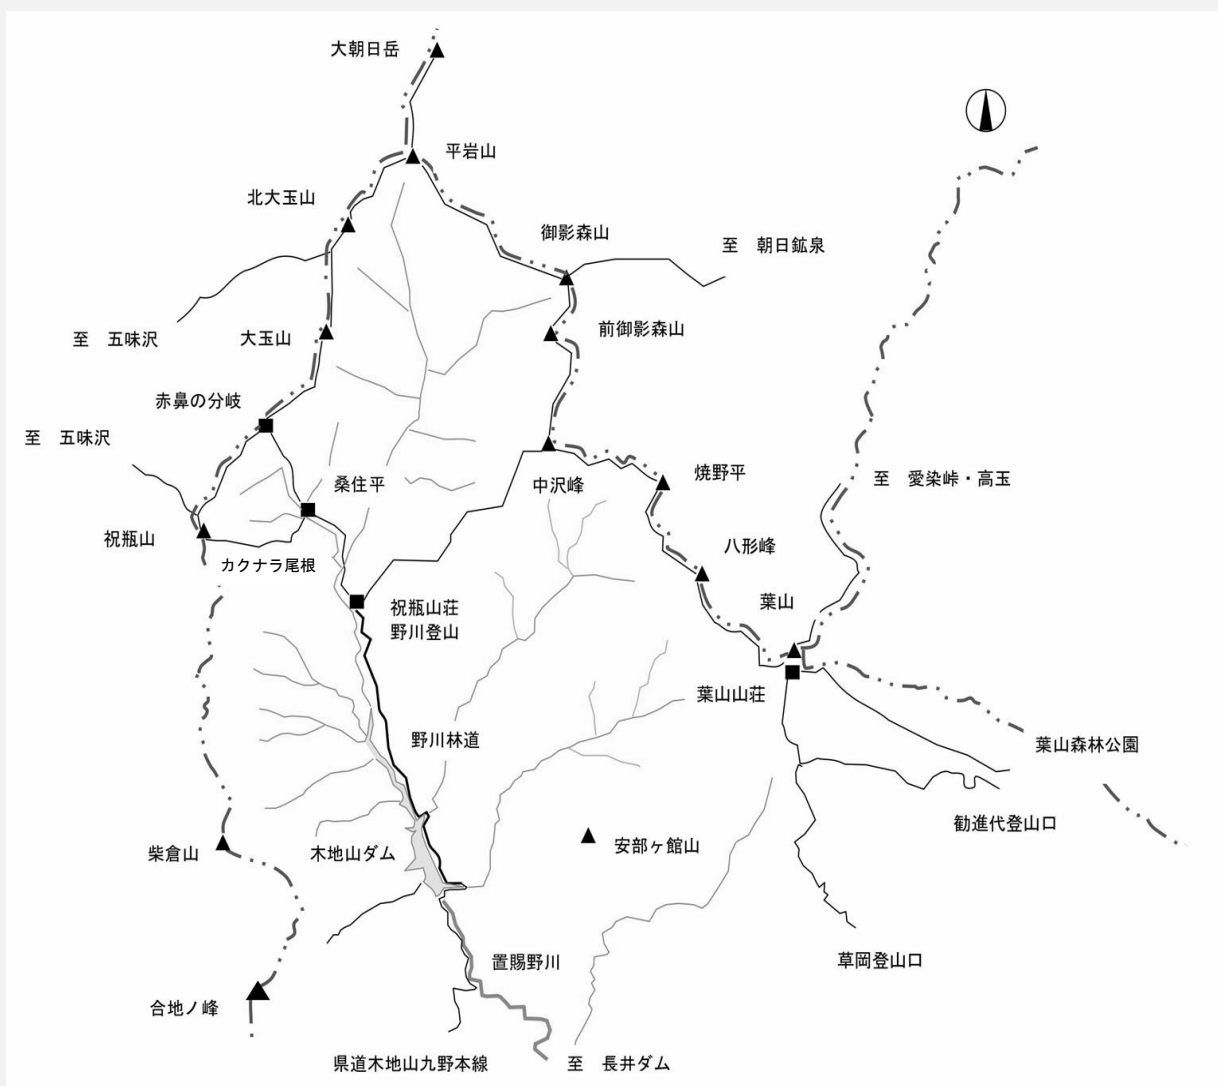 大朝日岳
平岩山
北大玉山
御影森山
至　朝日鉱泉
前御影森山
至　五味沢
大玉山
赤鼻の分岐
至　五味沢
桑住平
中沢峰
焼野平
至　愛染峠・高玉
祝瓶山
カクナラ尾根
八形峰
葉山
祝瓶山荘
野川登山
葉山山荘
野川林道
葉山森林公園
勧進代登山口
柴倉山
木地山ダム
安部ヶ館山
置賜野川
草岡登山口
合地ノ峰
県道木地山九野本線
至　長井ダム